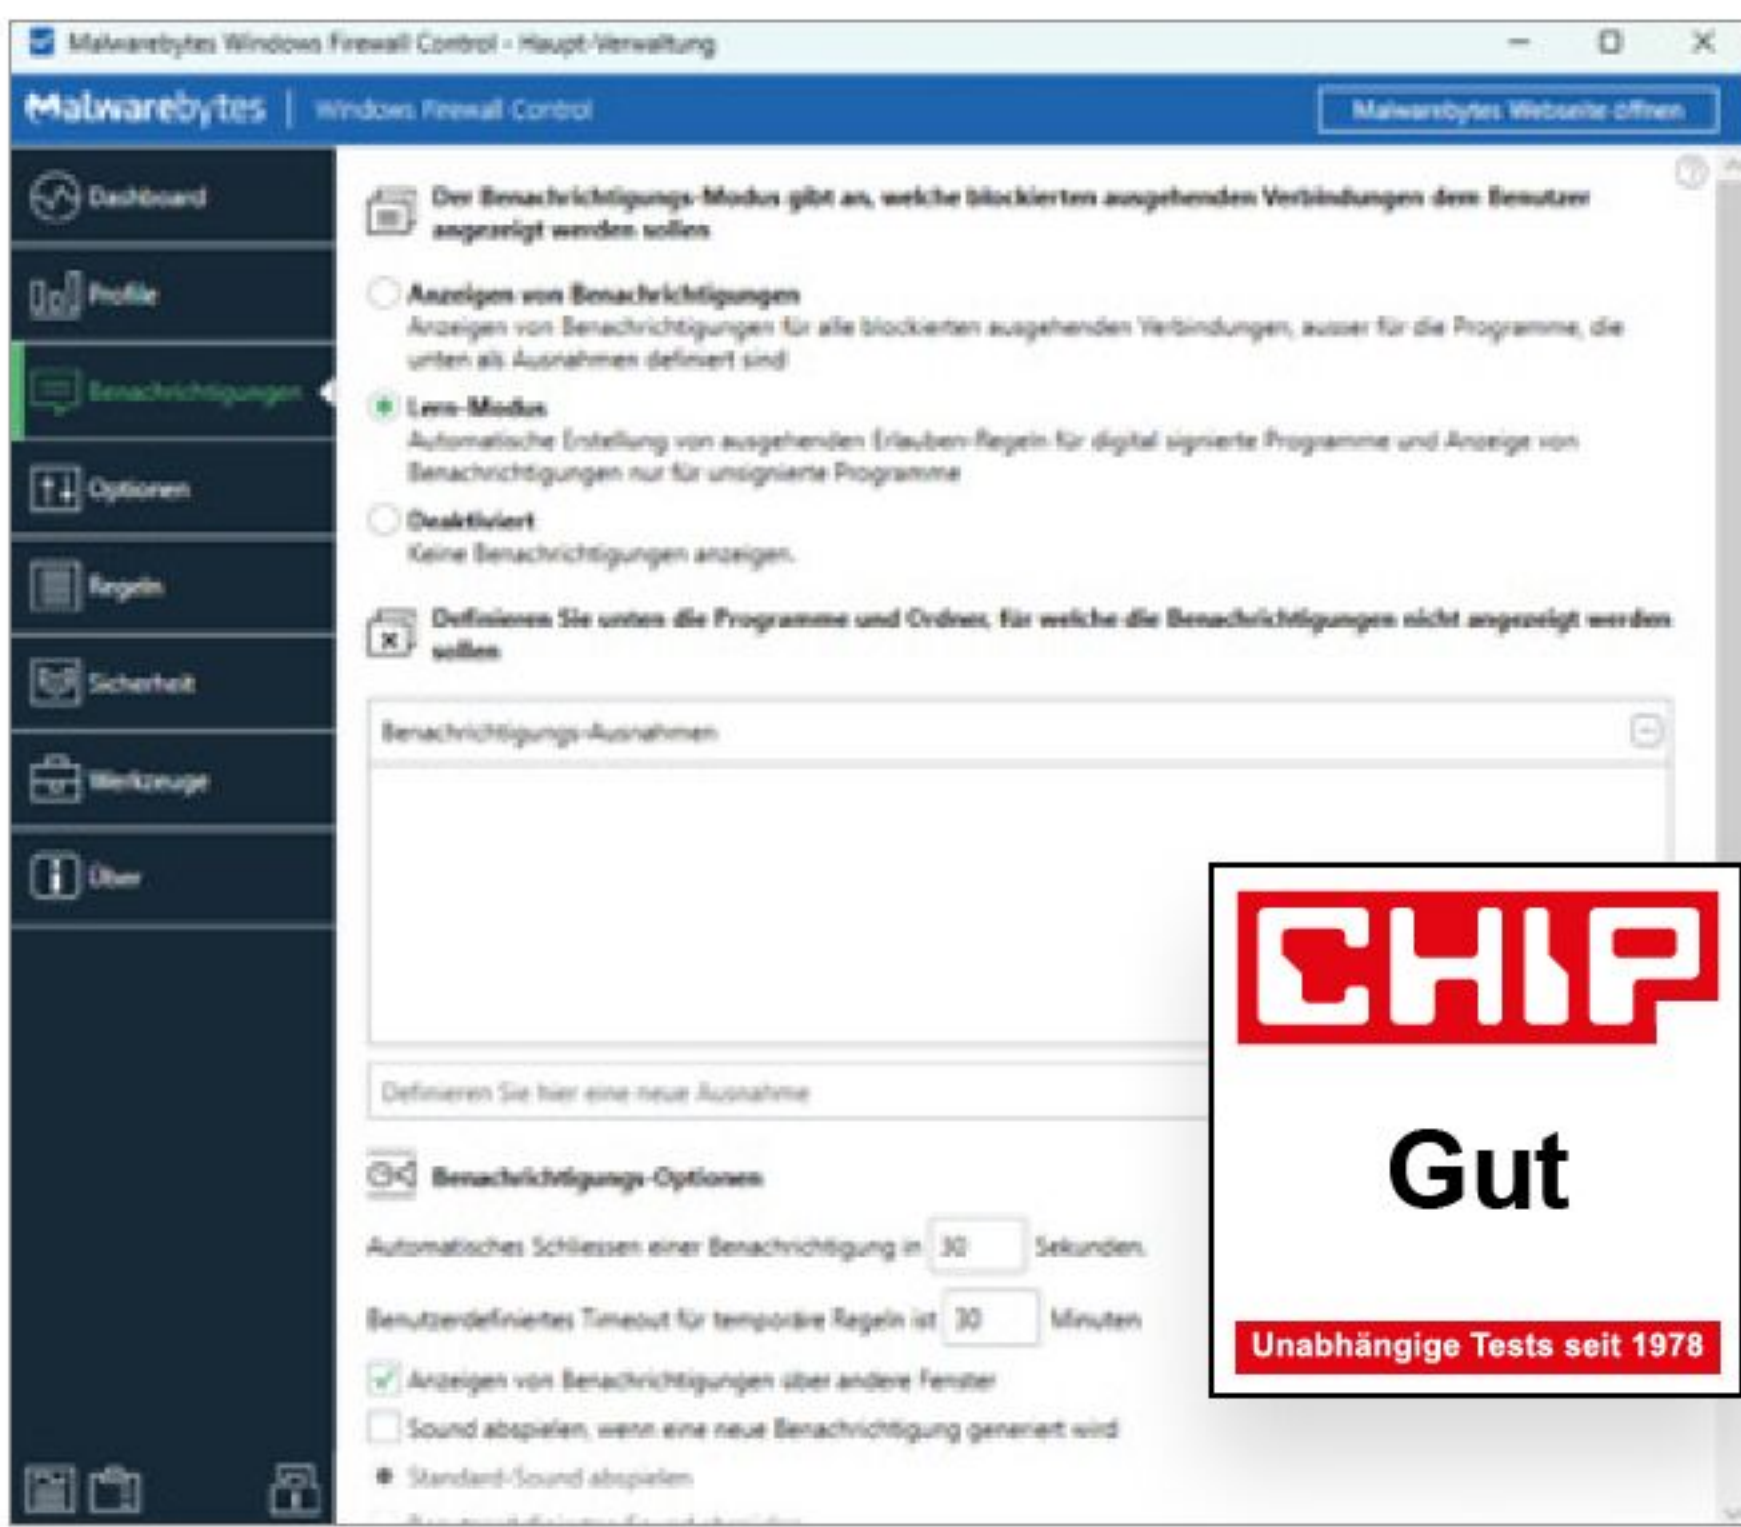 Malwarebytes Windows Firewall Control - Haupt-Verwaltung
Malwarebytes | Windows Firewall Control
Malwarebytes Webseite öffnen
Dashboard
Profile
Benachrichtigungen
Optionen
Regeln
Sicherheit
Werkzeuge
Über
Der Benachrichtigungs-Modus gibt an, welche blockierten ausgehenden Verbindungen dem Benutzer
angezeigt werden sollen
Anzeigen von Benachrichtigungen
Anzeigen von Benachrichtigungen für alle blockierten ausgehenden Verbindungen, ausser für die Programme, die
unten als Ausnahmen definiert sind
Lern-Modus
Automatische Erstellung von ausgehenden Erlauben-Regeln für digital signierte Programme und Anzeige von
Benachrichtigungen nur für unsignierte Programme
Deaktiviert
Keine Benachrichtigungen anzeigen.
Definieren Sie unten die Programme und Ordner, für welche die Benachrichtigungen nicht angezeigt werden
sollen
Benachrichtigungs-Ausnahmen
Definieren Sie hier eine neue Ausnahme
Benachrichtigungs-Optionen
Automatisches Schliessen einer Benachrichtigung in 30 Sekunden.
Benutzerdefiniertes Timeout für temporäre Regeln ist 30 Minuten
Anzeigen von Benachrichtigungen über andere Fenster
Sound abspielen, wenn eine neue Benachrichtigung generiert wird
Standard-Sound abspielen
CHIP
Gut
Unabhängige Tests seit 1978